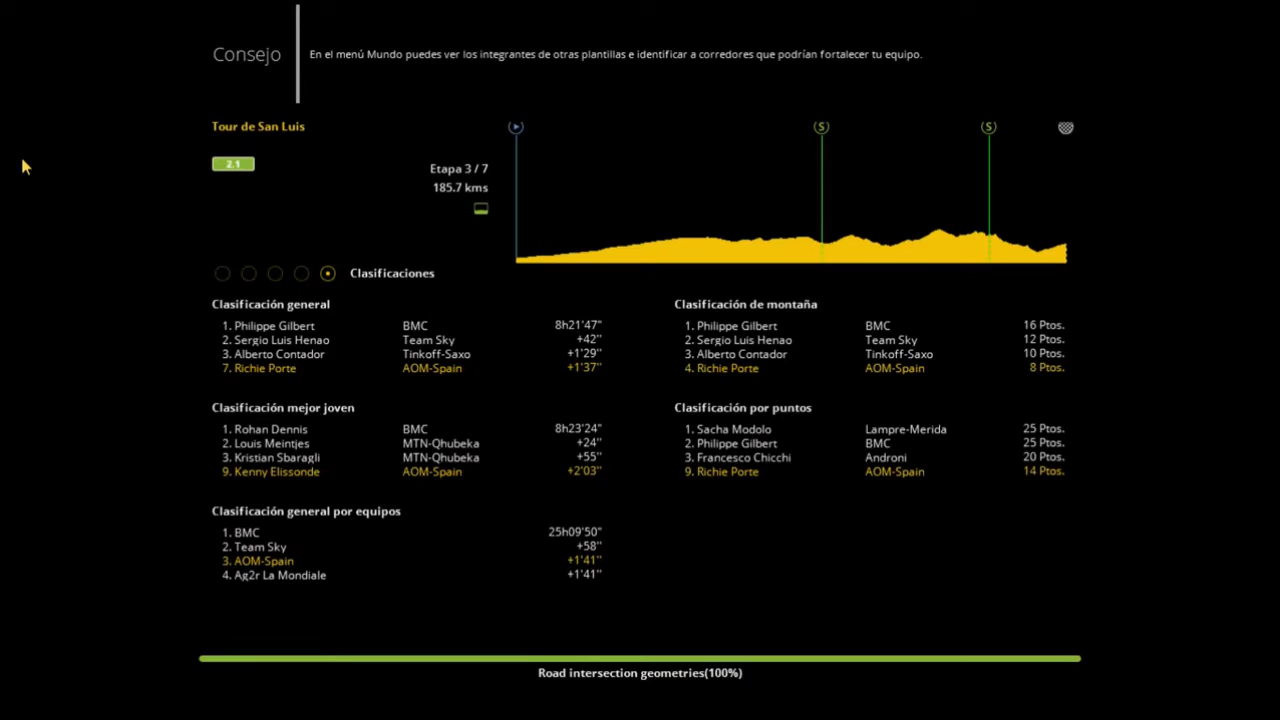 Consejo
En el menú Mundo puedes ver los integrantes de otras plantillas e identificar a corredores que podrían fortalecer tu equipo.
Tour de San Luis
S
S
2.1
Etapa 3 / 7
185.7 kms
Clasificaciones
Clasificación general
1. Philippe Gilbert BMC 8h21'47"
2. Sergio Luis Henao Team Sky +42''
3. Alberto Contador Tinkoff-Saxo +1'29''
7. Richie Porte AOM-Spain +1'37''
Clasificación de montaña
1. Philippe Gilbert BMC 16 Ptos.
2. Sergio Luis Henao Team Sky 12 Ptos.
3. Alberto Contador Tinkoff-Saxo 10 Ptos.
4. Richie Porte AOM-Spain 8 Ptos.
Clasificación mejor joven
1. Rohan Dennis BMC 8h23'24"
2. Louis Meintjes MTN-Qhubeka +24''
3. Kristian Sbaragli MTN-Qhubeka +55''
9. Kenny Elissonde AOM-Spain +2'03''
Clasificación por puntos
1. Sacha Modolo Lampre-Merida 25 Ptos.
2. Philippe Gilbert BMC 25 Ptos.
3. Francesco Chicchi Androni 20 Ptos.
9. Richie Porte AOM-Spain 14 Ptos.
Clasificación general por equipos
1. BMC 25h09'50"
2. Team Sky +58''
3. AOM-Spain +1'41''
4. Ag2r La Mondiale +1'41''
Road intersection geometries(100%)